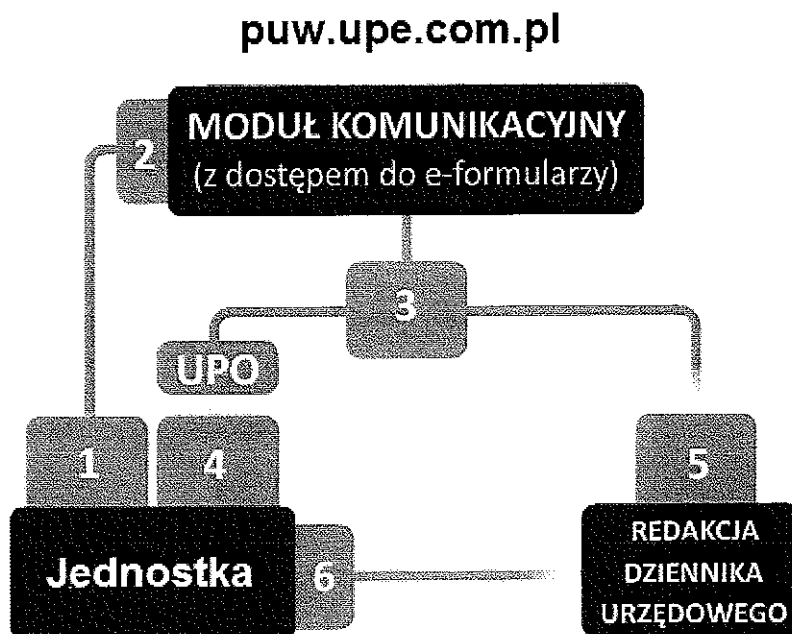 puw.upe.com.pl
2
MODUŁ KOMUNIKACYJNY
(z dostępem do e-formularzy)
3
UPO
1
4
5
Jednostka
6
REDAKCJA
DZIENNIKA
URZĘDOWEGO